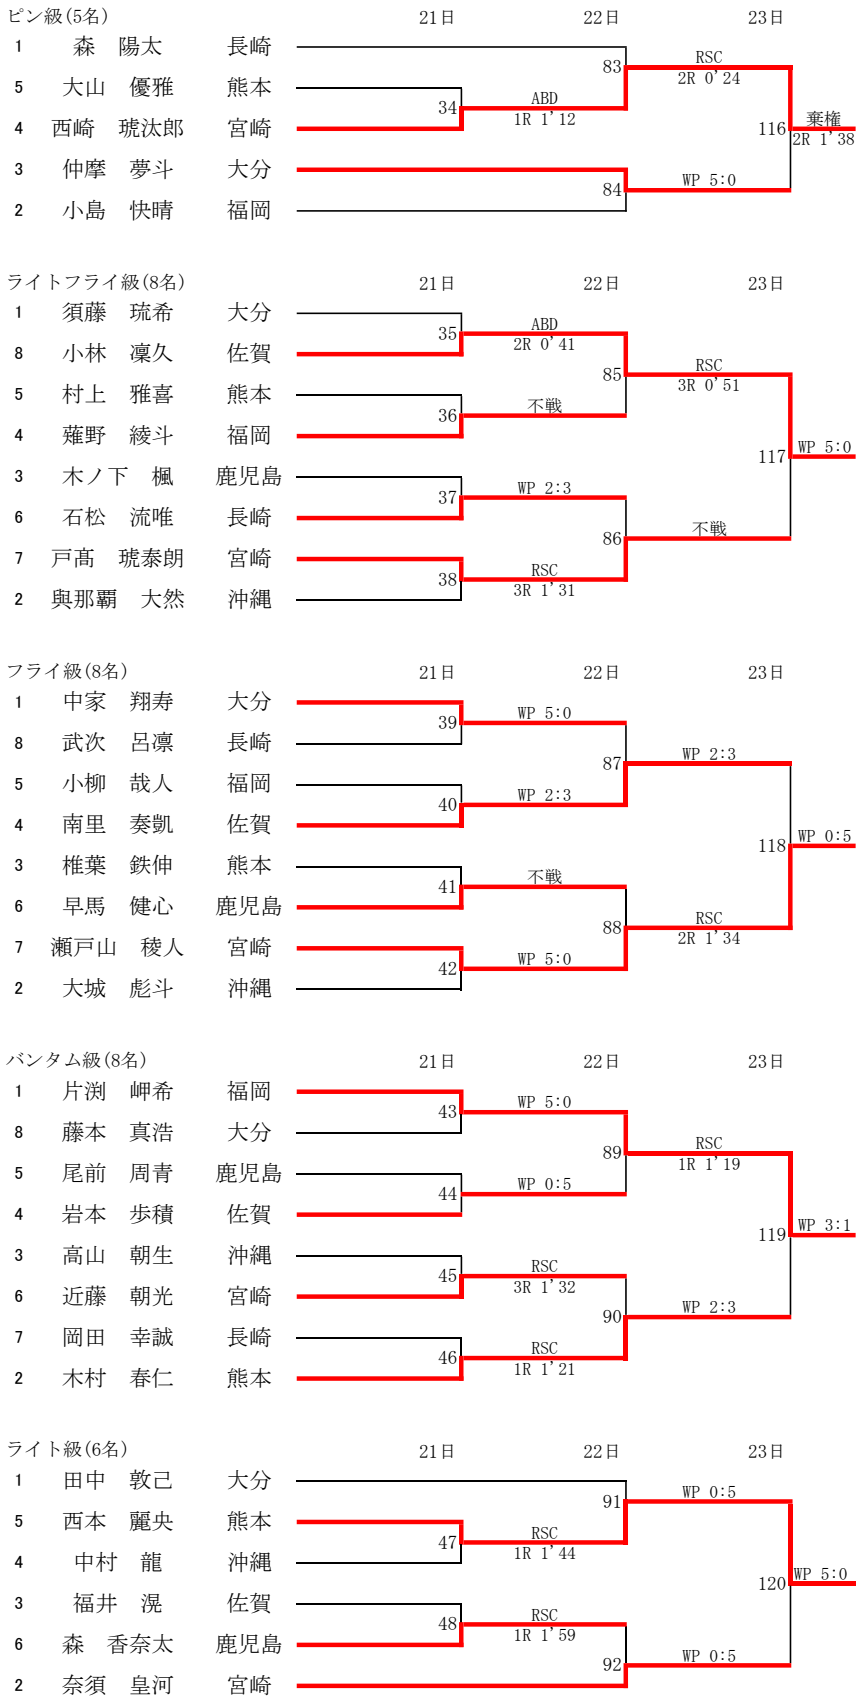 ピン級(5名) 21日 22日 23日
1 森 陽太 長崎
83 RSC
2R 0'24
5 大山 優雅 熊本
34 ABD
1R 1'12
4 西崎 琥汰郎 宮崎
116 棄権
2R 1'38
3 仲摩 夢斗 大分
84 WP 5:0
2 小島 快晴 福岡
ライトフライ級(8名) 21日 22日 23日
1 須藤 琉希 大分
35 ABD
2R 0'41
8 小林 凜久 佐賀
85 RSC
3R 0'51
5 村上 雅喜 熊本
36 不戦
4 薙野 綾斗 福岡
117 WP 5:0
3 木ノ下 楓 鹿児島
37 WP 2:3
6 石松 流唯 長崎
86 不戦
7 戸髙 琥泰朗 宮崎
38 RSC
3R 1'31
2 與那覇 大然 沖縄
フライ級(8名) 21日 22日 23日
1 中家 翔寿 大分
39 WP 5:0
8 武次 呂凛 長崎
87 WP 2:3
5 小柳 哉人 福岡
40 WP 2:3
4 南里 奏凱 佐賀
118 WP 0:5
3 椎葉 鉄伸 熊本
41 不戦
6 早馬 健心 鹿児島
88 RSC
2R 1'34
7 瀬戸山 稜人 宮崎
42 WP 5:0
2 大城 彪斗 沖縄
バンタム級(8名) 21日 22日 23日
1 片渕 岬希 福岡
43 WP 5:0
8 藤本 真浩 大分
89 RSC
1R 1'19
5 尾前 周青 鹿児島
44 WP 0:5
4 岩本 歩積 佐賀
119 WP 3:1
3 高山 朝生 沖縄
45 RSC
3R 1'32
6 近藤 朝光 宮崎
90 WP 2:3
7 岡田 幸誠 長崎
46 RSC
1R 1'21
2 木村 春仁 熊本
ライト級(6名) 21日 22日 23日
1 田中 敦己 大分
91 WP 0:5
5 西本 麗央 熊本
47 RSC
1R 1'44
4 中村 龍 沖縄
120 WP 5:0
3 福井 滉 佐賀
48 RSC
1R 1'59
6 森 香奈太 鹿児島
92 WP 0:5
2 奈須 皇河 宮崎